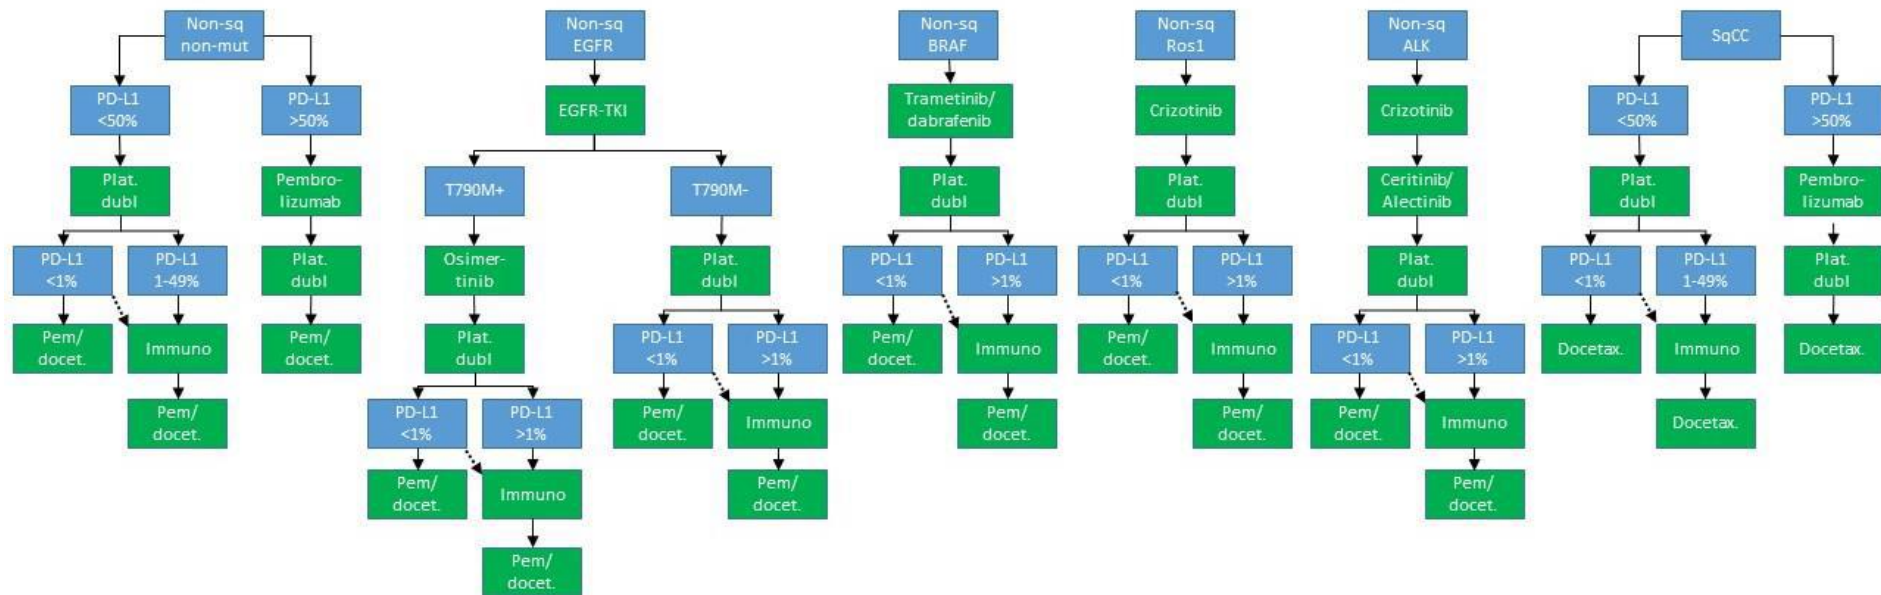 Non-sq
non-mut
PD-L1
<50%
PD-L1
>50%
Plat.
dubl
Pembro-
lizumab
PD-L1
<1%
PD-L1
1-49%
Plat.
dubl
Pem/
docet.
Immuno
Pem/
docet.
Pem/
docet.
Non-sq
EGFR
EGFR-TKI
T790M+
T790M-
Osimer-
tinib
Plat.
dubl
Plat.
dubl
PD-L1
<1%
PD-L1
>1%
PD-L1
<1%
PD-L1
>1%
Pem/
docet.
Immuno
Pem/
docet.
Immuno
Pem/
docet.
Pem/
docet.
Non-sq
BRAF
Trametinib/
dabrafenib
Plat.
dubl
PD-L1
<1%
PD-L1
>1%
Pem/
docet.
Immuno
Pem/
docet.
Non-sq
Ros1
Crizotinib
Plat.
dubl
PD-L1
<1%
PD-L1
>1%
Pem/
docet.
Immuno
Pem/
docet.
Non-sq
ALK
Crizotinib
Ceritinib/
Alectinib
Plat.
dubl
PD-L1
<1%
PD-L1
>1%
Pem/
docet.
Immuno
Pem/
docet.
SqCC
PD-L1
<50%
PD-L1
>50%
Plat.
dubl
Pembro-
lizumab
PD-L1
<1%
PD-L1
1-49%
Plat.
dubl
Docetax.
Immuno
Docetax.
Docetax.